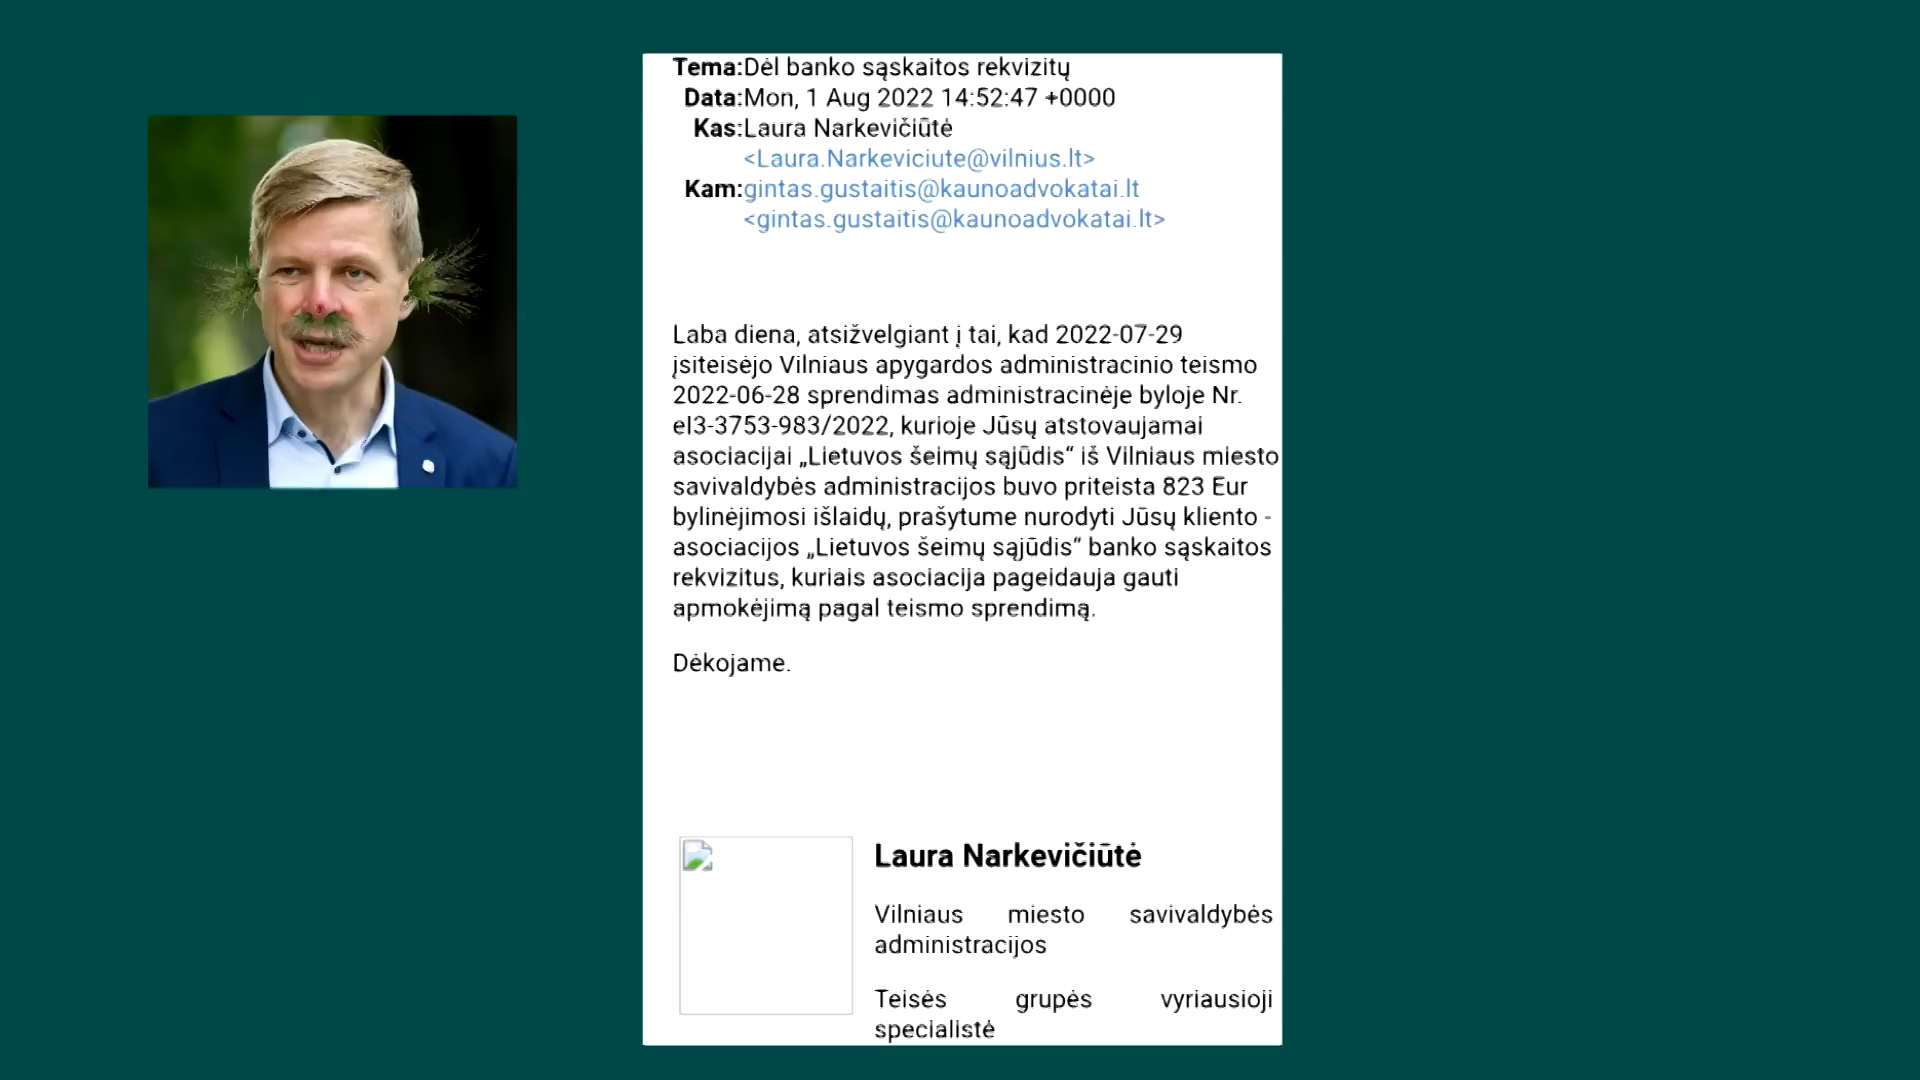 Tema:Dėl banko sąskaitos rekvizitų
Data:Mon, 1 Aug 2022 14:52:47 +0000
Kas:Laura Narkevičiūtė
<Laura.Narkeviciute@vilnius.lt>
Kam:gintas.gustaitis@kaunoadvokatai.lt
<gintas.gustaitis@kaunoadvokatai.lt>
Laba diena, atsižvelgiant į tai, kad 2022-07-29
įsiteisėjo Vilniaus apygardos administracinio teismo
2022-06-28 sprendimas administracinėje byloje Nr.
eI3-3753-983/2022, kurioje Jūsų atstovaujamai
asociacijai „Lietuvos šeimų sąjūdis“ iš Vilniaus miesto
savivaldybės administracijos buvo priteista 823 Eur
bylinėjimosi išlaidų, prašytume nurodyti Jūsų kliento -
asociacijos „Lietuvos šeimų sąjūdis“ banko sąskaitos
rekvizitus, kuriais asociacija pageidauja gauti
apmokėjimą pagal teismo sprendimą.
Dėkojame.
Laura Narkevičiūtė
Vilniaus miesto savivaldybės
administracijos
Teisės grupės vyriausioji
specialistė